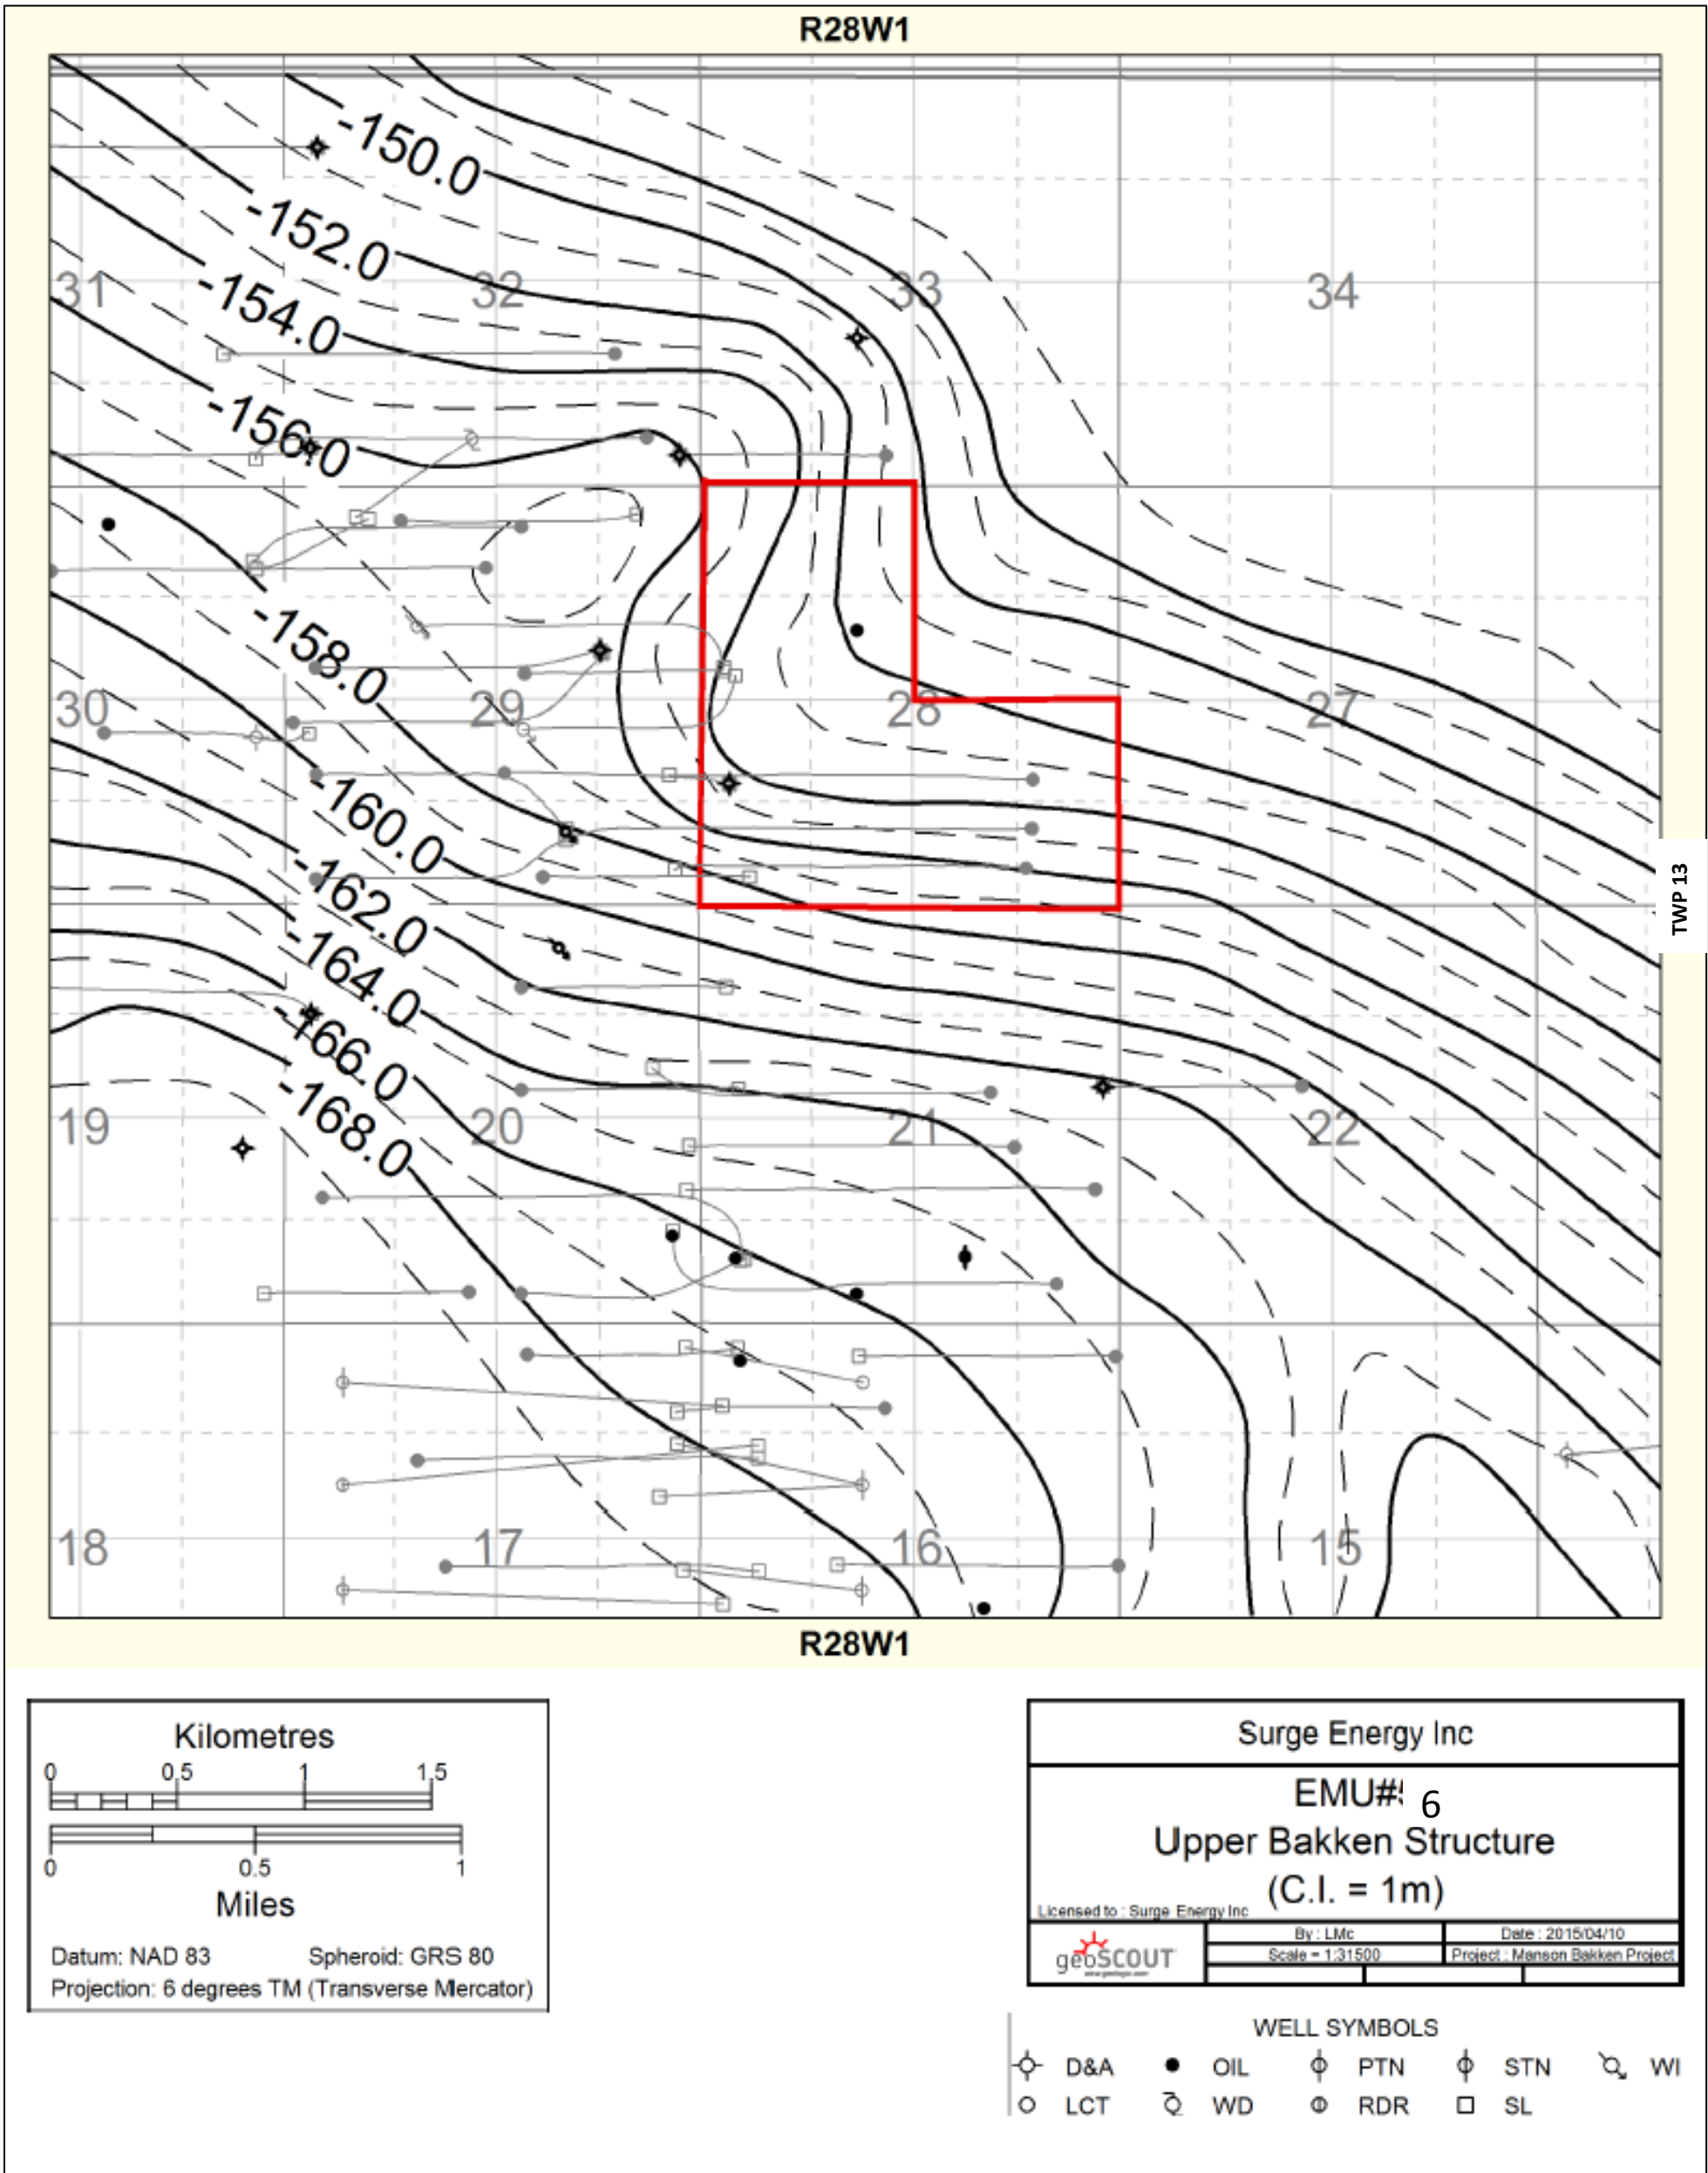 R28W1
-150.0
-152.0
31 32 33 34
-154.0
-156.0
-158.0
30 29 28 27
-160.0
-162.0
TWP 13
-164.0
-166.0
-168.0
19 20 21 22
18 17 16 15
R28W1
Kilometres
0 0.5 1 1.5
0 0.5 1
Miles
Datum: NAD 83 Spheroid: GRS 80
Projection: 6 degrees TM (Transverse Mercator)
Surge Energy Inc
EMU# 6
Upper Bakken Structure
(C.I. = 1m)
Licensed to : Surge Energy Inc
geoSCOUT
By : LMc
Date : 2015/04/10
Scale = 1:31500
Project : Manson Bakken Project
WELL SYMBOLS
D&A OIL PTN STN WI
LCT WD RDR SL